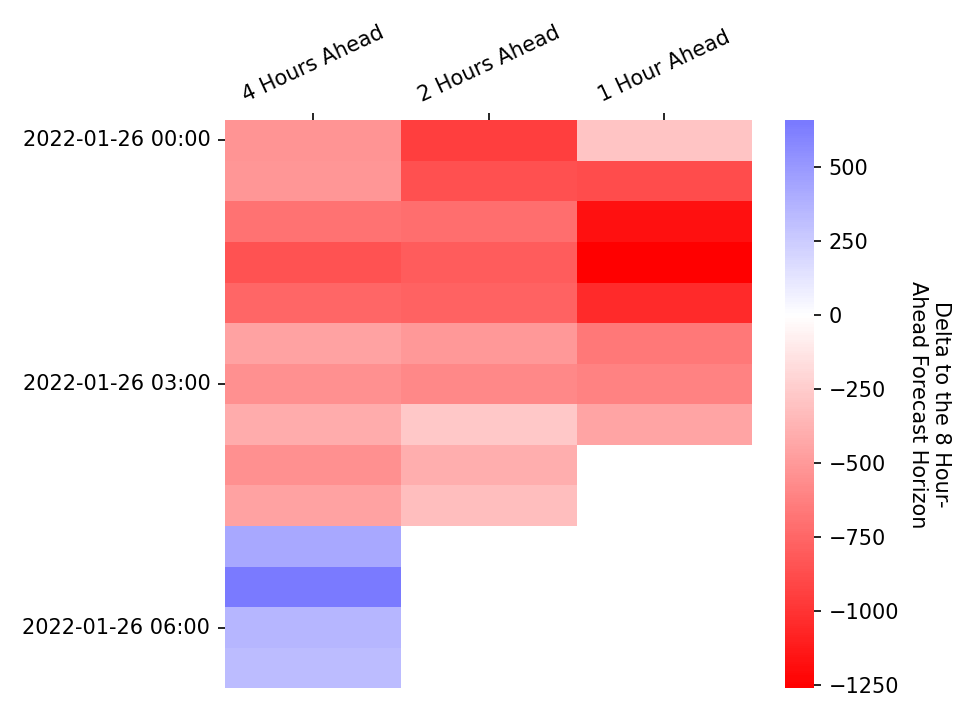 4 Hours Ahead
2 Hours Ahead
1 Hour Ahead
2022-01-26 00:00
2022-01-26 03:00
2022-01-26 06:00
500
250
0
−250
−500
−750
−1000
−1250
Delta to the 8 Hour-
Ahead Forecast Horizon